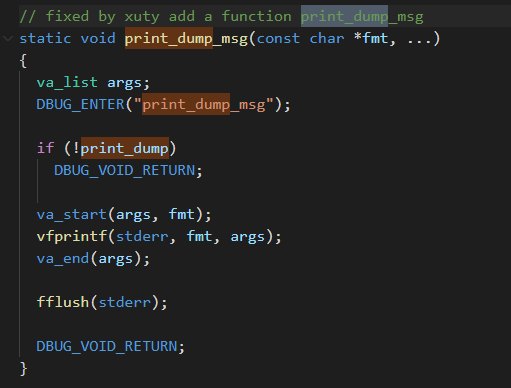 // fixed by xuty add a function print_dump_msg
static void print_dump_msg(const char *fmt, ...)
{
  va_list args;
  DBUG_ENTER("print_dump_msg");
  if (!print_dump)
    DBUG_VOID_RETURN;
  va_start(args, fmt);
  vfprintf(stderr, fmt, args);
  va_end(args);
  fflush(stderr);
  DBUG_VOID_RETURN;
}